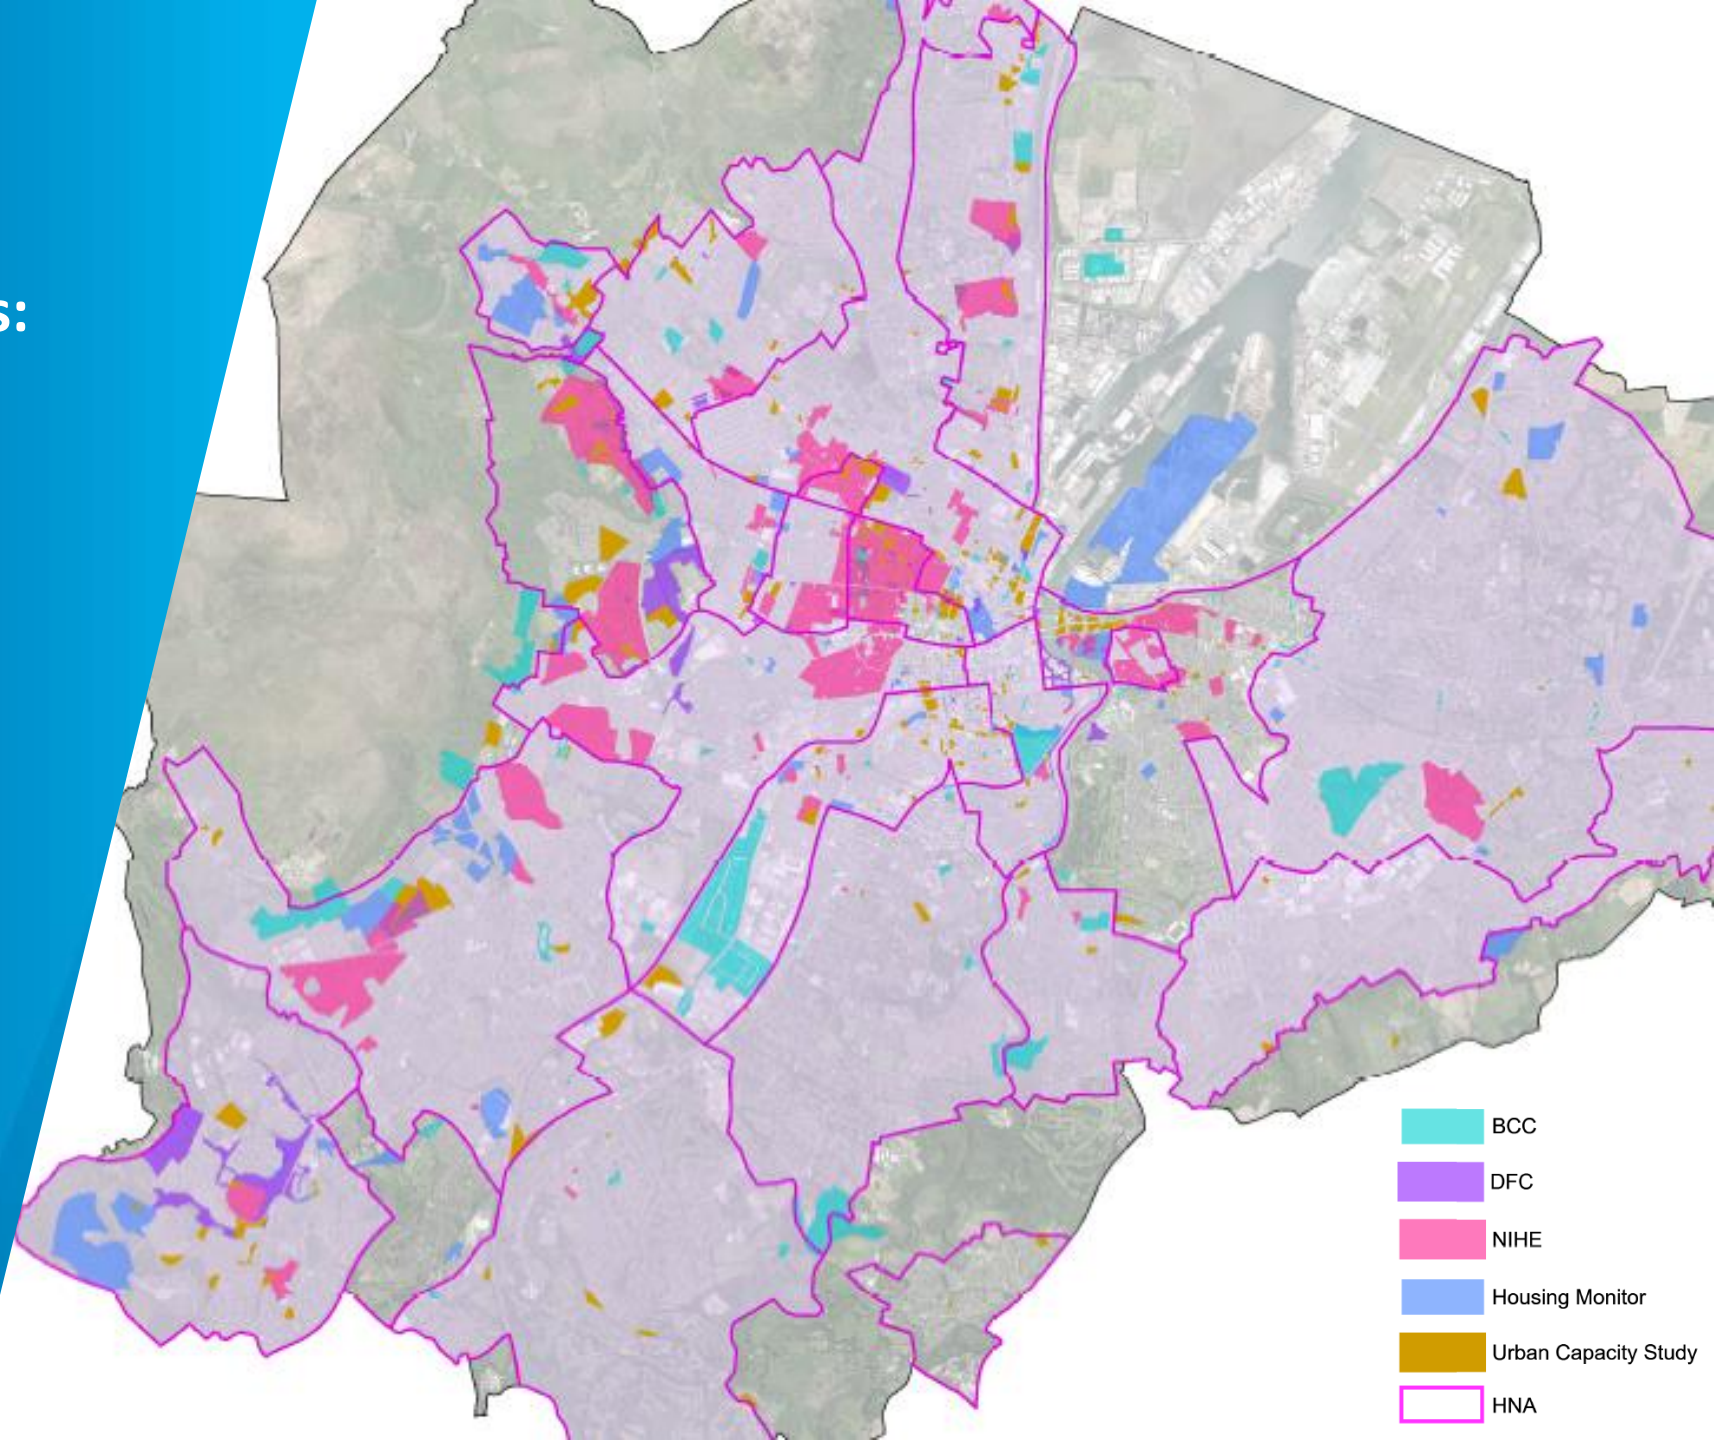 s:
BCC
DFC
NIHE
Housing Monitor
Urban Capacity Study
HNA